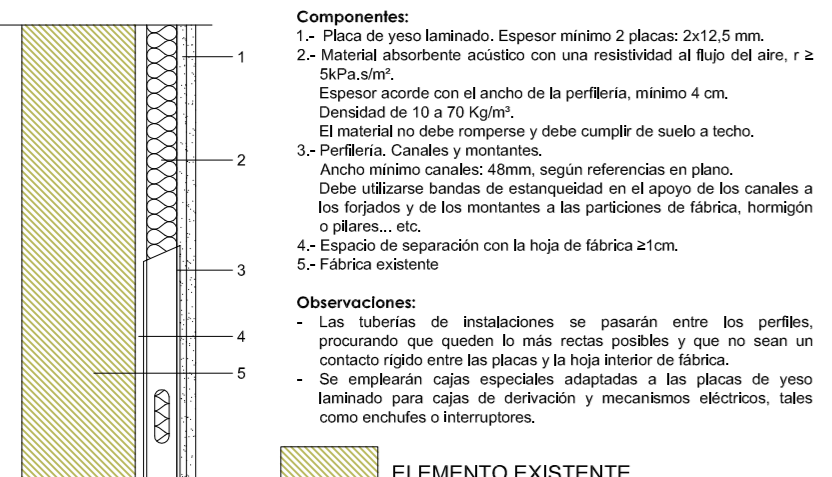 Componentes:
1.- Placa de yeso laminado. Espesor mínimo 2 placas: 2x12,5 mm.
2.- Material absorbente acústico con una resistividad al flujo del aire, r ≥
5kPa.s/m².
Espesor acorde con el ancho de la perfilería, mínimo 4 cm.
Densidad de 10 a 70 Kg/m³.
El material no debe romperse y debe cumplir de suelo a techo.
3.- Perfilería. Canales y montantes.
Ancho mínimo canales: 48mm, según referencias en plano.
Debe utilizarse bandas de estanqueidad en el apoyo de los canales a
los forjados y de los montantes a las particiones de fábrica, hormigón
o pilares... etc.
4.- Espacio de separación con la hoja de fábrica ≥1cm.
5.- Fábrica existente
Observaciones:
- Las tuberías de instalaciones se pasarán entre los perfiles,
procurando que queden lo más rectas posibles y que no sean un
contacto rígido entre las placas y la hoja interior de fábrica.
- Se emplearán cajas especiales adaptadas a las placas de yeso
laminado para cajas de derivación y mecanismos eléctricos, tales
como enchufes o interruptores.
1
2
3
4
5
ELEMENTO EXISTENTE